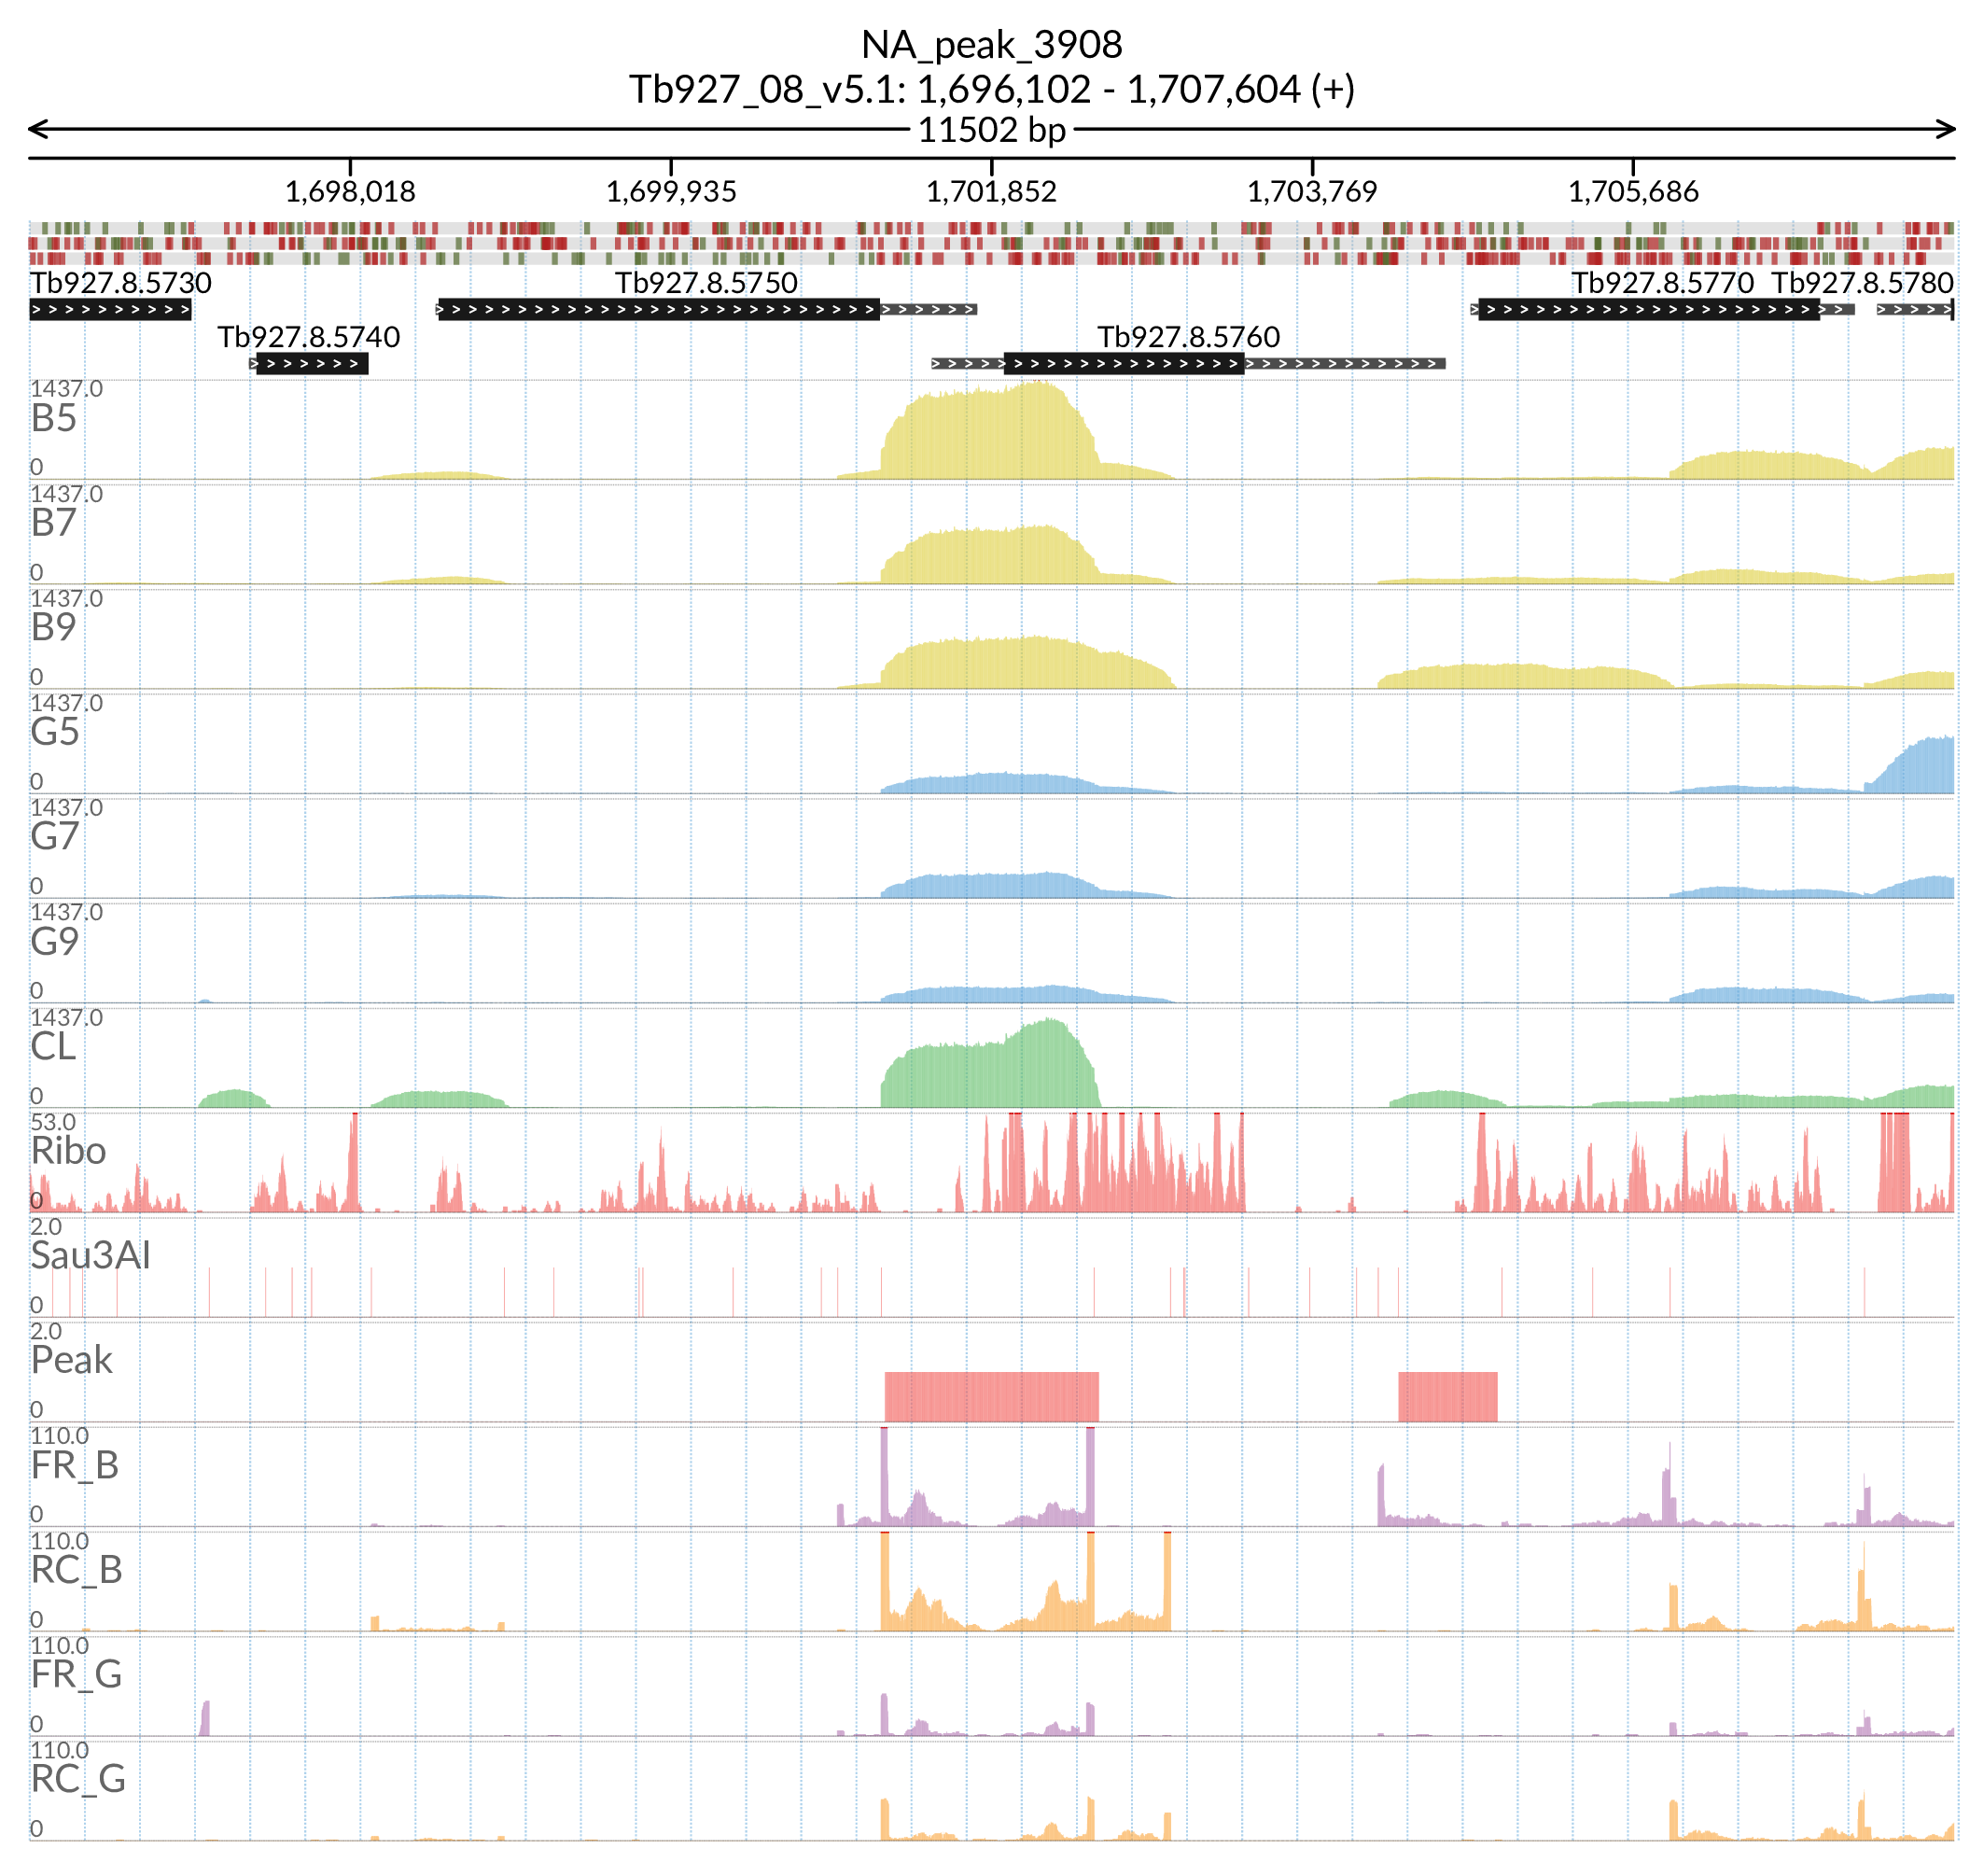 NA_peak_3908
Tb927_08_v5.1: 1,696,102 - 1,707,604 (+)
11502 bp
1,698,018 1,699,935 1,701,852 1,703,769 1,705,686
Tb927.8.5730 Tb927.8.5750 Tb927.8.5770 Tb927.8.5780
Tb927.8.5740 Tb927.8.5760
1437.0
B5
0
1437.0
B7
0
1437.0
B9
0
1437.0
G5
0
1437.0
G7
0
1437.0
G9
0
1437.0
CL
0
53.0
Ribo
0
2.0
Sau3AI
0
2.0
Peak
0
110.0
FR_B
0
110.0
RC_B
0
110.0
FR_G
0
110.0
RC_G
0